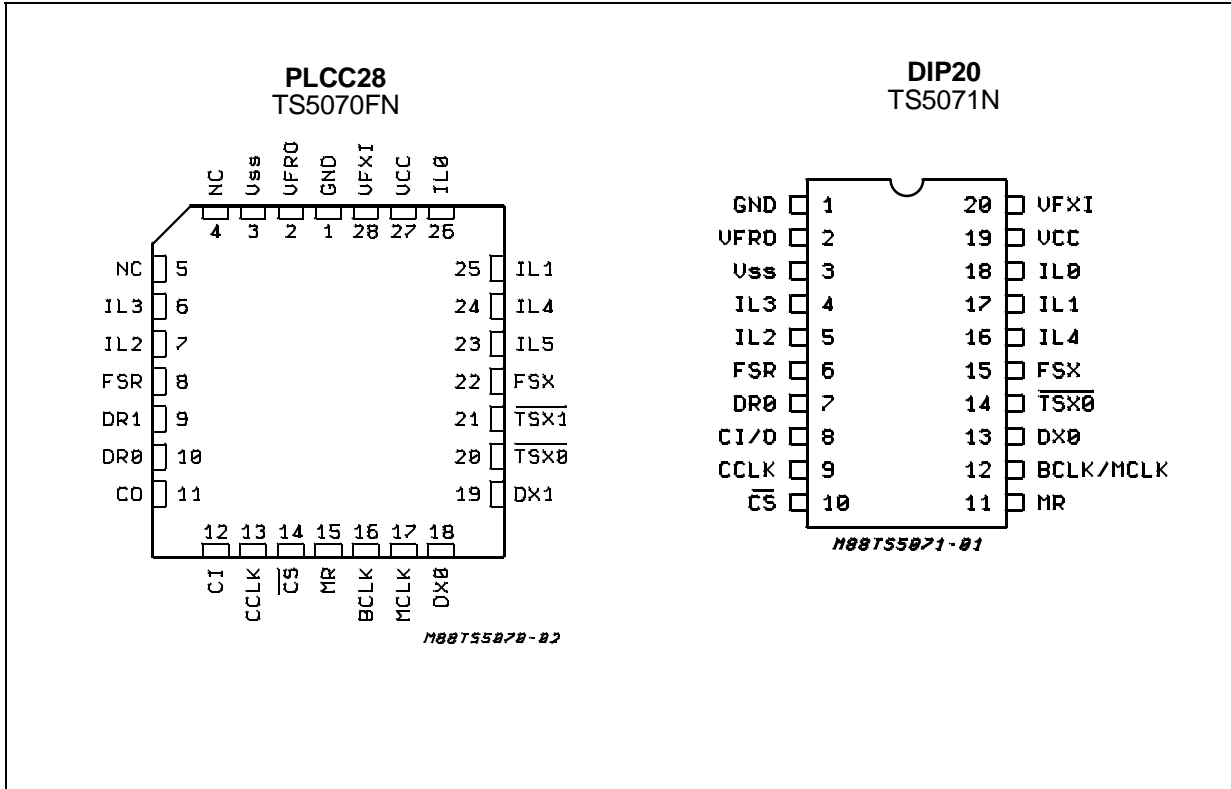 PLCC28
TS5070FN
NC Vss VFRO GND VFXI VCC IL0
4 3 2 1 28 27 26
NC 5
IL3 6
IL2 7
FSR 8
DR1 9
DR0 10
CO 11
25 IL1
24 IL4
23 IL5
22 FSX
21 TSX1
20 TSX0
19 DX1
12 13 14 15 16 17 18
CI CCLK CS MR BCLK MCLK DX0
M88TS5070-02
DIP20
TS5071N
GND 1 20 VFXI
VFRO 2 19 VCC
Vss 3 18 IL0
IL3 4 17 IL1
IL2 5 16 IL4
FSR 6 15 FSX
DR0 7 14 TSX0
CI/O 8 13 DX0
CCLK 9 12 BCLK/MCLK
CS 10 11 MR
M88TS5071-01